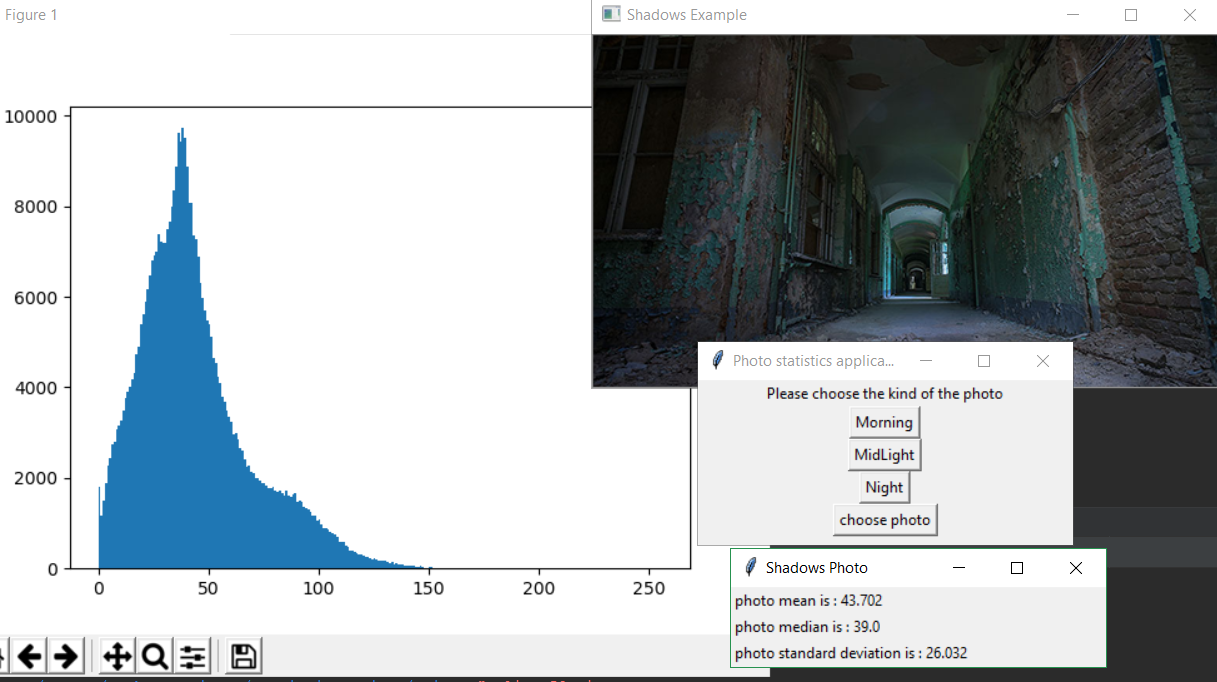 Figure 1
10000
8000
6000
4000
2000
0
0 50 100 150 200 250
Shadows Example
Photo statistics applica...
Please choose the kind of the photo
Morning
MidLight
Night
choose photo
Shadows Photo
photo mean is : 43.702
photo median is : 39.0
photo standard deviation is : 26.032